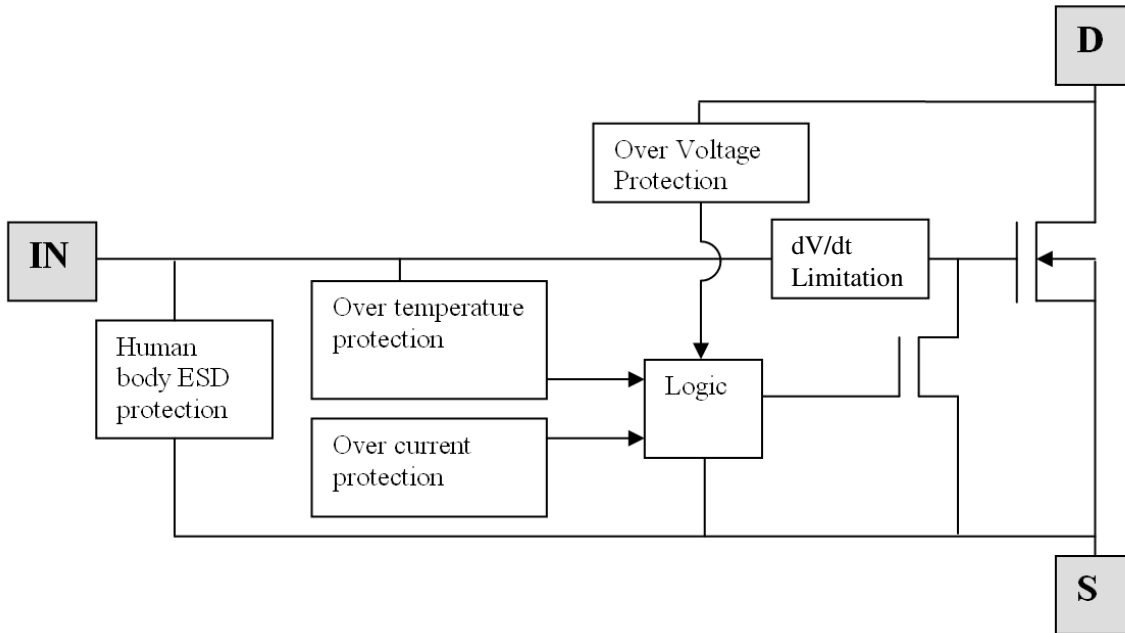 D
Over Voltage
Protection
IN
dV/dt
Limitation
Over temperature
protection
Human
body ESD
protection
Logic
Over current
protection
S